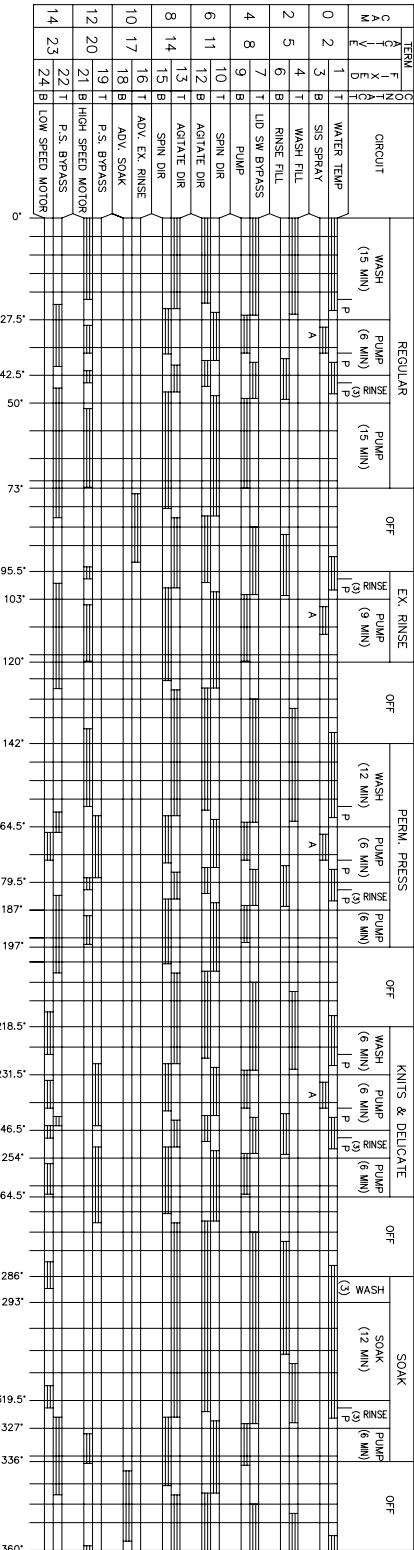 TERM
CAM
ACTIVE
FIXED
CONTACT
CIRCUIT
REGULAR
OFF
EX. RINSE
OFF
PERM. PRESS
OFF
KNITS & DELICATE
OFF
SOAK
OFF
WASH
(15 MIN)
PUMP
(6 MIN)
(3) RINSE
PUMP
(15 MIN)
(3) RINSE
PUMP
(9 MIN)
WASH
(12 MIN)
PUMP
(6 MIN)
(3) RINSE
PUMP
(6 MIN)
WASH
(6 MIN)
PUMP
(6 MIN)
(3) RINSE
PUMP
(6 MIN)
(3) WASH
SOAK
(12 MIN)
(3) RINSE
PUMP
(6 MIN)
0 2 1 T WATER TEMP P P P P P P P P
3 B SIS SPRAY A A A A
2 5 4 T WASH FILL
6 B RINSE FILL
4 8 7 T LID SW BYPASS
9 B PUMP
6 11 10 T SPIN DIR
12 B AGITATE DIR
8 14 13 T AGITATE DIR
15 B SPIN DIR
10 17 16 T ADV. EX. RINSE
18 B ADV. SOAK
12 20 19 T P.S. BYPASS
21 B HIGH SPEED MOTOR
14 23 22 T P.S. BYPASS
24 B LOW SPEED MOTOR
0°
27.5°
42.5°
50°
73°
95.5°
103°
120°
142°
64.5°
79.5°
187°
197°
218.5°
231.5°
46.5°
254°
64.5°
286°
293°
319.5°
327°
336°
360°